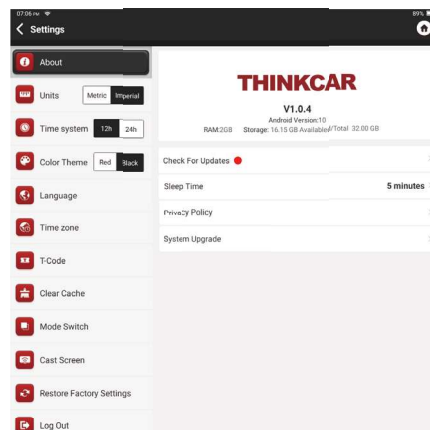 07:06 PM
89%
Settings
About
Units Metric Imperial
Time system 12h 24h
Color Theme Red Black
Language
Time zone
T-Code
Clear Cache
Mode Switch
Cast Screen
Restore Factory Settings
Log Out
THINKCAR
V1.0.4
Android Version:10
RAM:2GB Storage: 16.15 GB Available/Total 32.00 GB
Check For Updates
Sleep Time 5 minutes
Privacy Policy
System Upgrade